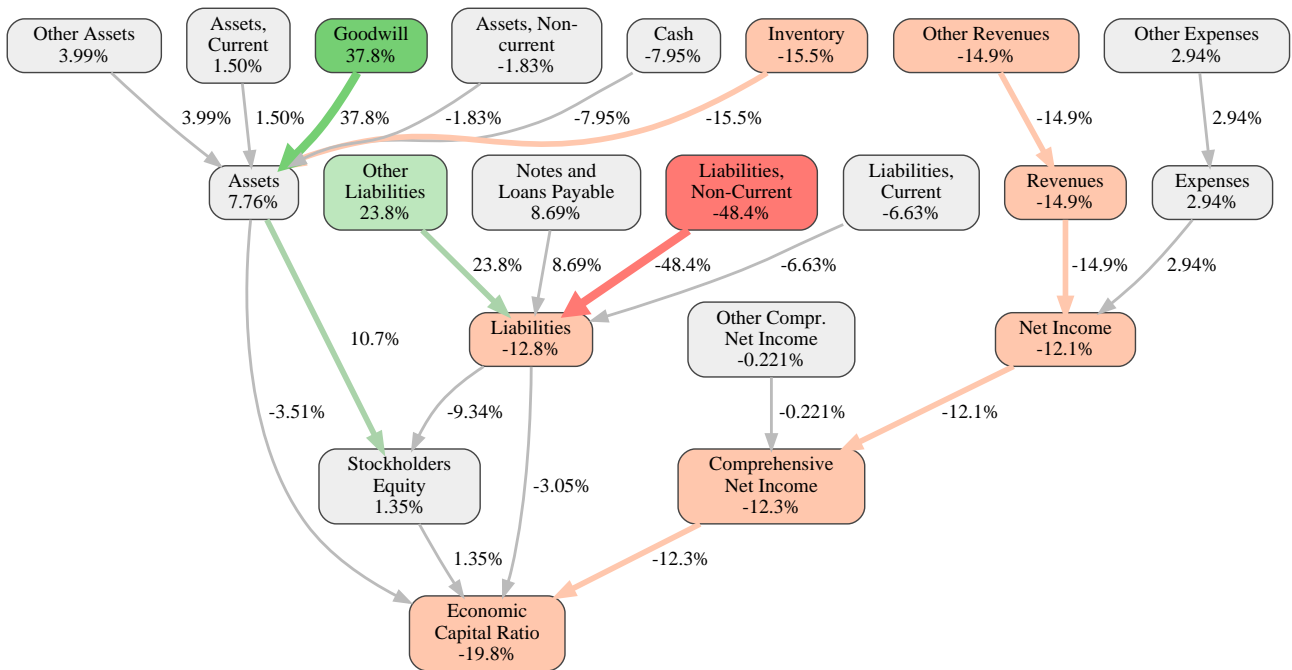 Other Assets
3.99%
Assets,
Current
1.50%
Goodwill
37.8%
Assets, Non-
current
-1.83%
Cash
-7.95%
Inventory
-15.5%
Other Revenues
-14.9%
Other Expenses
2.94%
3.99%
1.50%
37.8%
-1.83%
-7.95%
-15.5%
-14.9%
2.94%
Assets
7.76%
Other
Liabilities
23.8%
Notes and
Loans Payable
8.69%
Liabilities,
Non-Current
-48.4%
Liabilities,
Current
-6.63%
Revenues
-14.9%
Expenses
2.94%
23.8%
8.69%
-48.4%
-6.63%
-14.9%
2.94%
10.7%
Liabilities
-12.8%
Other Compr.
Net Income
-0.221%
Net Income
-12.1%
-3.51%
-9.34%
-0.221%
-12.1%
Stockholders
Equity
1.35%
-3.05%
Comprehensive
Net Income
-12.3%
1.35%
-12.3%
Economic
Capital Ratio
-19.8%